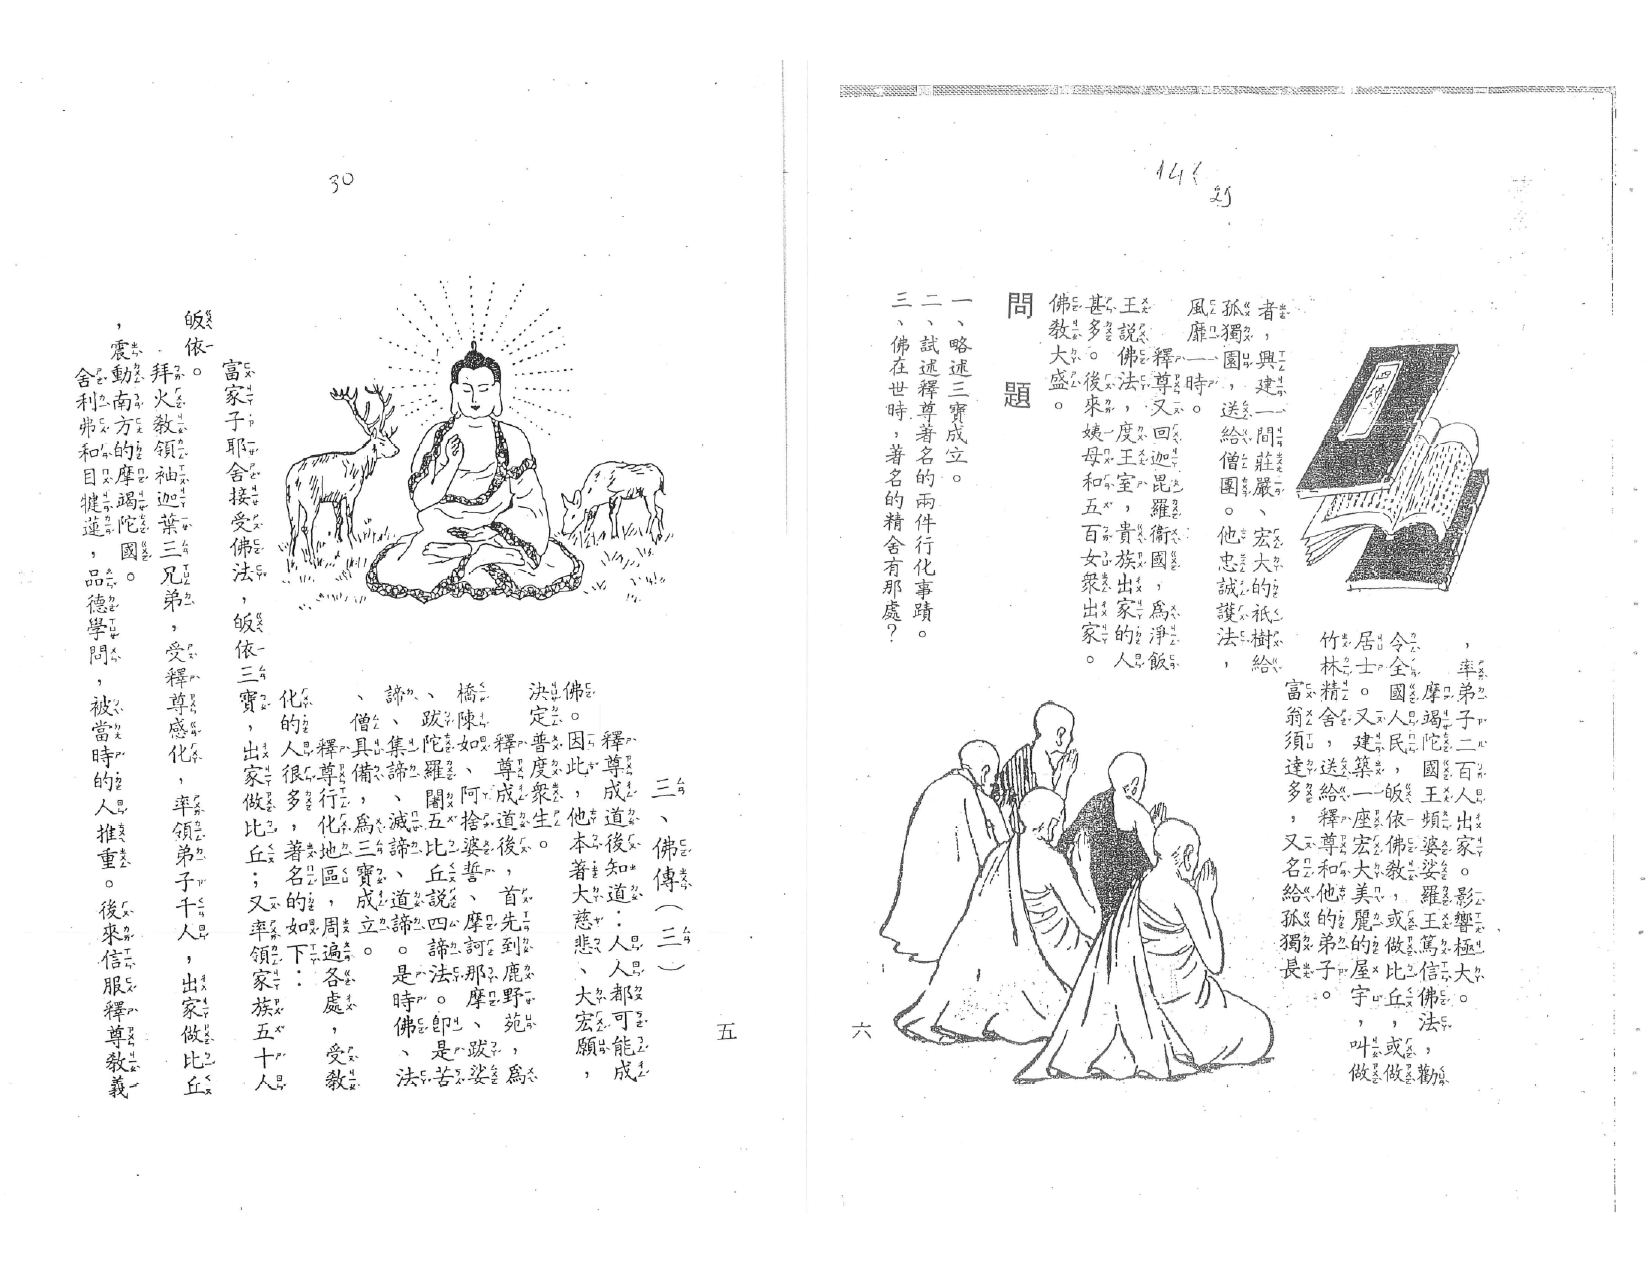 30
三、佛傳(三)
釋尊成道後知道：人人都可能成
佛。因此，他本著大慈悲、大宏願，
決定普度衆生。
釋尊成道後，首先到鹿野苑，爲
橋陳如、阿捨婆誓、摩訶那摩、跋娑
、跋陀羅闍五比丘說四諦法。即是苦
諦、集諦、滅諦、道諦。是時佛、法
、僧具備，爲三寶成立。
釋尊行化地區，周遍各處，受教
化的人很多，著名的如下：
富家子耶舍接受佛法，皈依三寶，出家做比丘；又率領家族五十人
皈依。
拜火教領袖迦葉三兄弟，受釋尊感化，率領弟子千人，出家做比丘
，震動南方的摩竭陀國。
舍利弗和目犍蓮，品德學問，被當時的人推重。後來信服釋尊教義
五
29
，率弟子二百人出家。影響極大。
摩竭陀國王頻婆娑羅王篤信佛法，勸
令全國人民，皈依佛教，或做比丘，或做
居士。又建築一座宏大美麗的屋宇，叫做
竹林精舍，送給釋尊和他的弟子。
富翁須達多，又名給孤獨長
者，興建一間莊嚴、宏大的祇樹給
孤獨園，送給僧團。他忠誠護法，
風靡一時。
釋尊又回迦毘羅衞國，爲淨飯
王說佛法，度王室，貴族出家的人
甚多。後來姨母和五百女衆出家。
佛教大盛。
問題
一、略述三寶成立。
二、試述釋尊著名的兩件行化事蹟。
三、佛在世時，著名的精舍有那處？
六